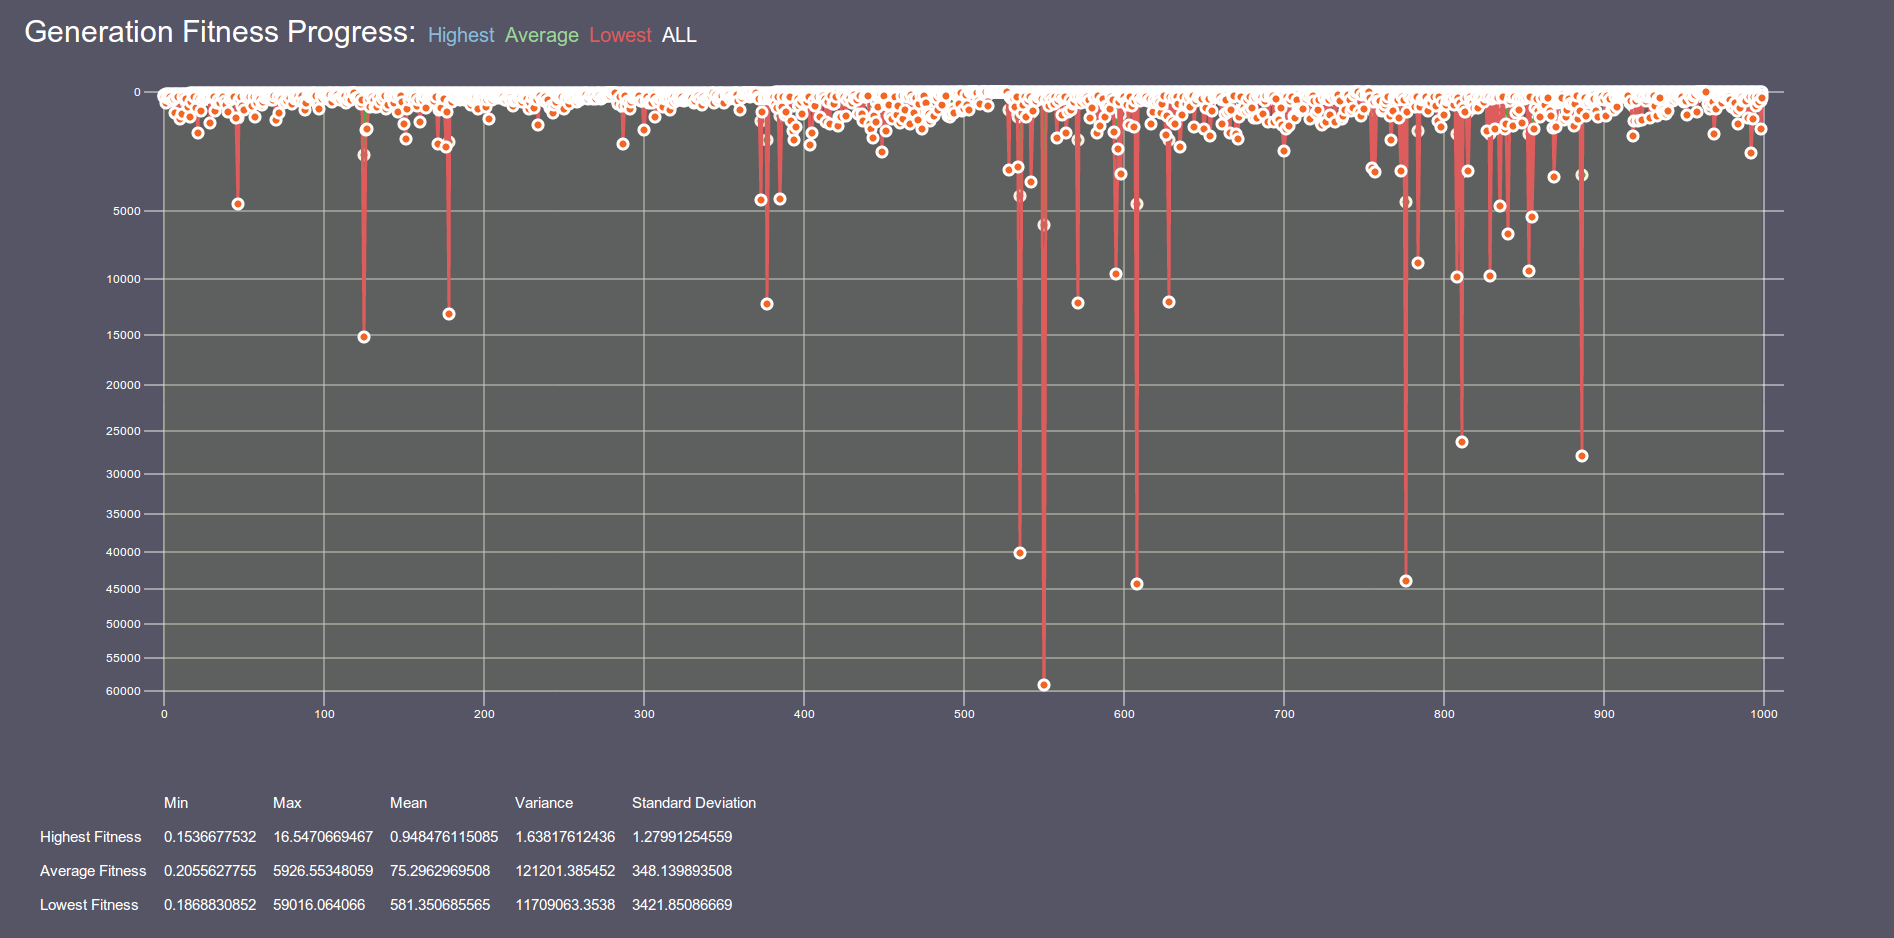 Generation Fitness Progress: Highest Average Lowest ALL
0
5000
10000
15000
20000
25000
30000
35000
40000
45000
50000
55000
60000
0 100 200 300 400 500 600 700 800 900 1000
Min Max Mean Variance Standard Deviation
Highest Fitness 0.1536677532 16.5470669467 0.948476115085 1.63817612436 1.27991254559
Average Fitness 0.2055627755 5926.55348059 75.2962969508 121201.385452 348.139893508
Lowest Fitness 0.1868830852 59016.064066 581.350685565 11709063.3538 3421.85086669